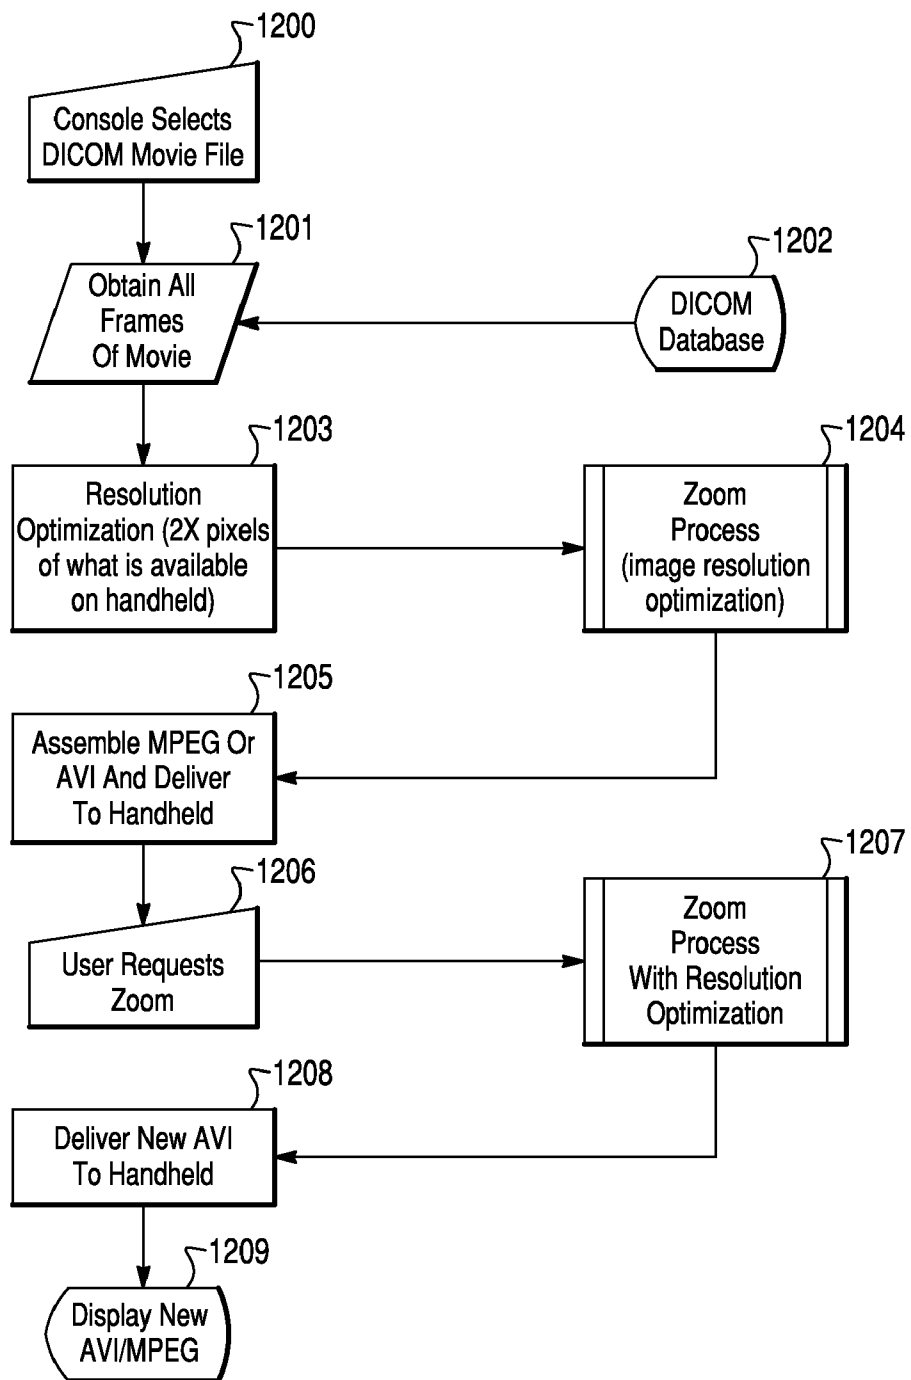 1200
Console Selects
DICOM Movie File
1201
Obtain All
Frames
Of Movie
1202
DICOM
Database
1203
Resolution
Optimization (2X pixels
of what is available
on handheld)
1204
Zoom
Process
(image resolution
optimization)
1205
Assemble MPEG Or
AVI And Deliver
To Handheld
1206
User Requests
Zoom
1207
Zoom
Process
With Resolution
Optimization
1208
Deliver New AVI
To Handheld
1209
Display New
AVI/MPEG